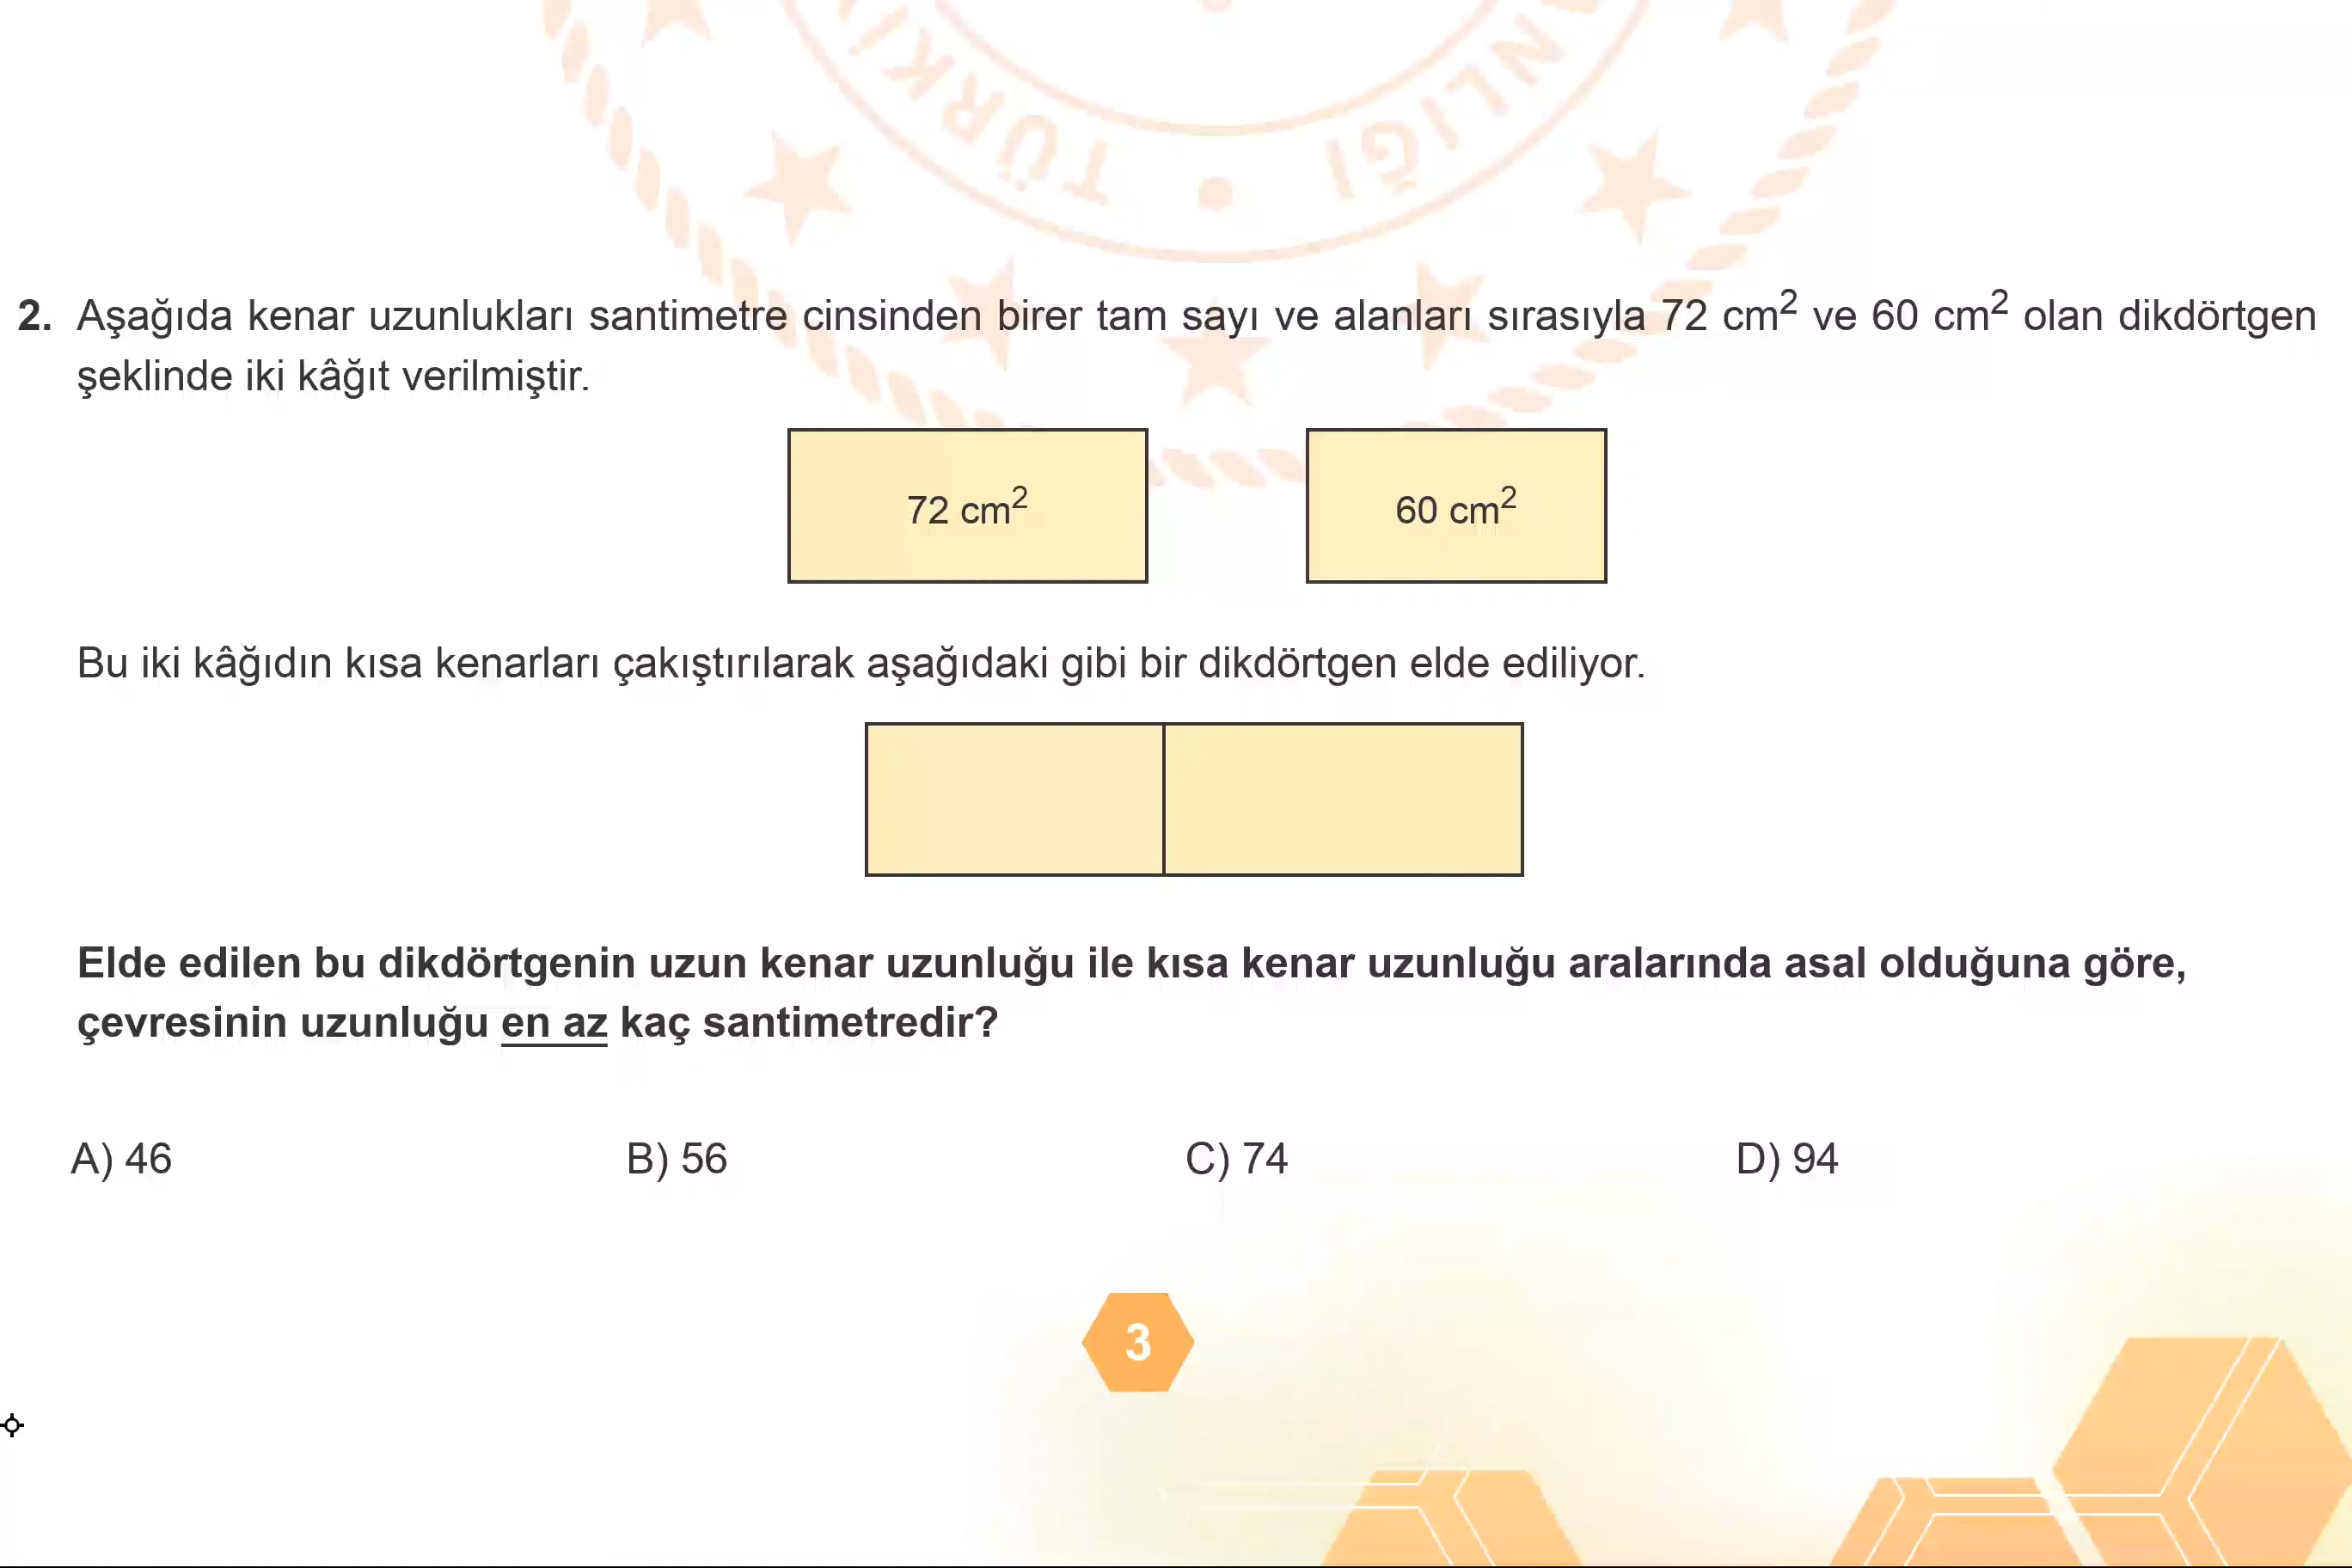 TÜRKİ
NLIĞI
2. Aşağıda kenar uzunlukları santimetre cinsinden birer tam sayı ve alanları sırasıyla 72 cm² ve 60 cm² olan dikdörtgen
şeklinde iki kâğıt verilmiştir.
72 cm² 60 cm²
Bu iki kâğıdın kısa kenarları çakıştırılarak aşağıdaki gibi bir dikdörtgen elde ediliyor.
Elde edilen bu dikdörtgenin uzun kenar uzunluğu ile kısa kenar uzunluğu aralarında asal olduğuna göre,
çevresinin uzunluğu en az kaç santimetredir?
A) 46 B) 56 C) 74 D) 94
3